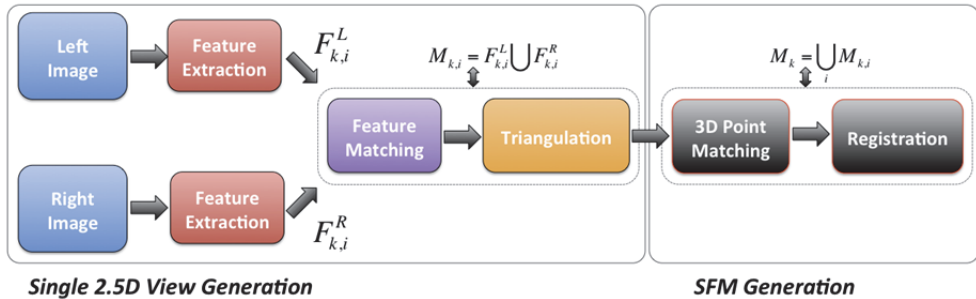 Left
Image
Feature
Extraction
F^L_{k,i}
M_{k,i} = F^L_{k,i} ⋃ F^R_{k,i}
M_k = ⋃_i M_{k,i}
Feature
Matching
Triangulation
3D Point
Matching
Registration
Right
Image
Feature
Extraction
F^R_{k,i}
Single 2.5D View Generation
SFM Generation